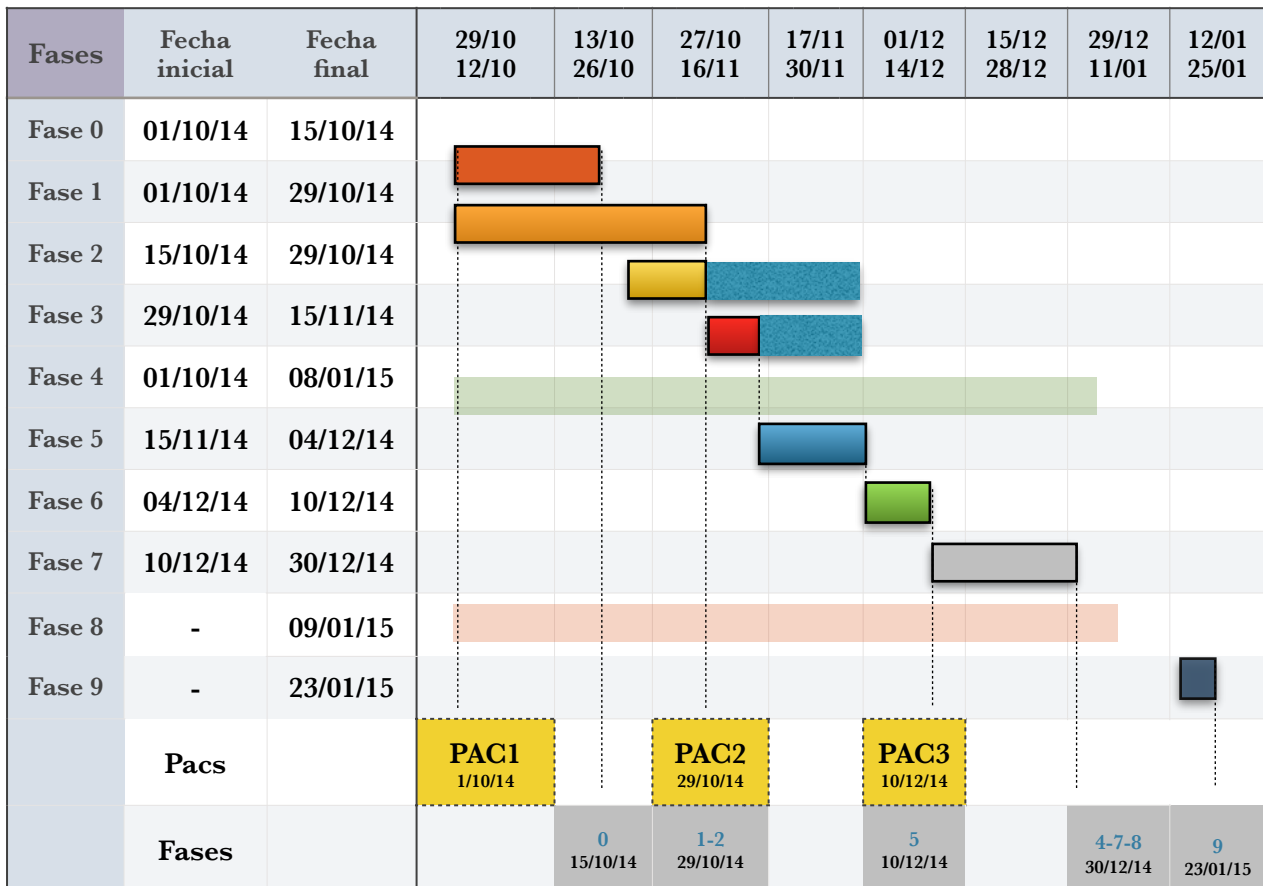 Fases Fecha inicial Fecha final 29/10 12/10 13/10 26/10 27/10 16/11 17/11 30/11 01/12 14/12 15/12 28/12 29/12 11/01 12/01 25/01
Fase 0 01/10/14 15/10/14
Fase 1 01/10/14 29/10/14
Fase 2 15/10/14 29/10/14
Fase 3 29/10/14 15/11/14
Fase 4 01/10/14 08/01/15
Fase 5 15/11/14 04/12/14
Fase 6 04/12/14 10/12/14
Fase 7 10/12/14 30/12/14
Fase 8 - 09/01/15
Fase 9 - 23/01/15
Pacs PAC1 1/10/14 PAC2 29/10/14 PAC3 10/12/14
Fases 0 15/10/14 1-2 29/10/14 5 10/12/14 4-7-8 30/12/14 9 23/01/15